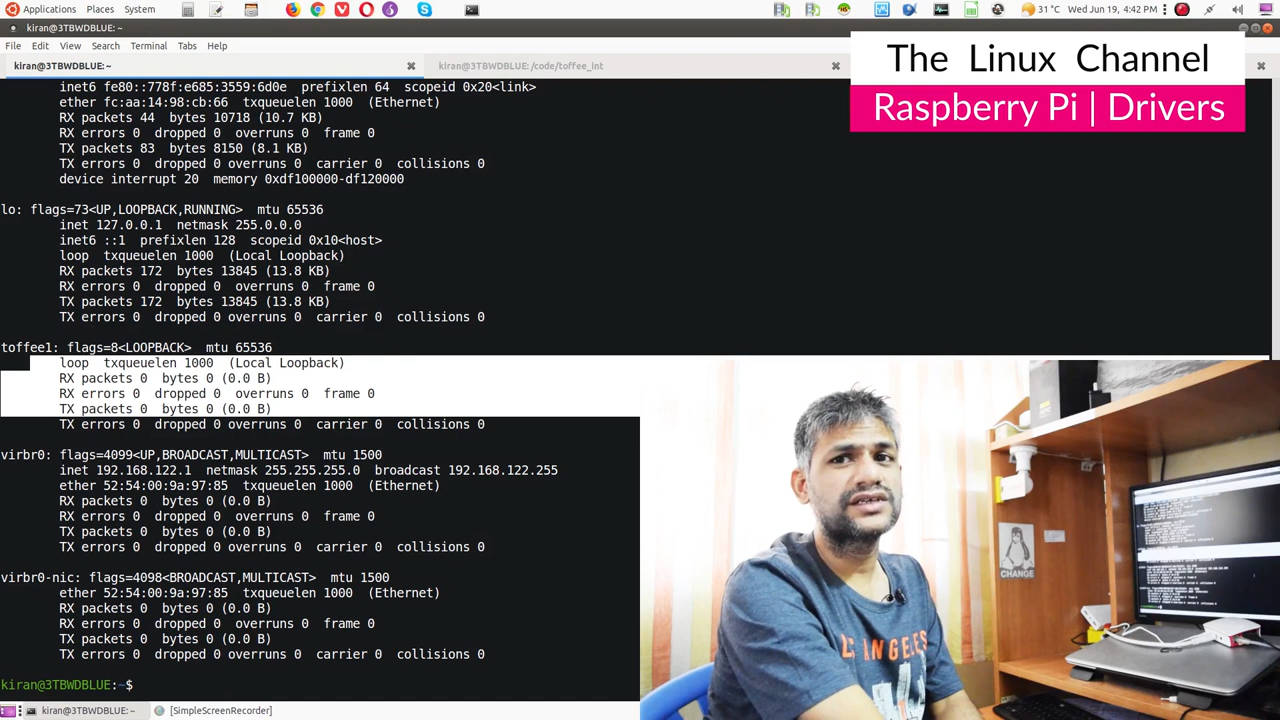 Applications Places System
31 °C Wed Jun 19, 4:42 PM
kiran@3TBWDBLUE: ~
File Edit View Search Terminal Tabs Help
kiran@3TBWDBLUE: ~
kiran@3TBWDBLUE: /code/toffee_int
The Linux Channel
Raspberry Pi | Drivers
inet6 fe80::778f:e685:3559:6d0e prefixlen 64 scopeid 0x20<link>
ether fc:aa:14:98:cb:66 txqueuelen 1000 (Ethernet)
RX packets 44 bytes 10718 (10.7 KB)
RX errors 0 dropped 0 overruns 0 frame 0
TX packets 83 bytes 8150 (8.1 KB)
TX errors 0 dropped 0 overruns 0 carrier 0 collisions 0
device interrupt 20 memory 0xdf100000-df120000
lo: flags=73<UP,LOOPBACK,RUNNING> mtu 65536
inet 127.0.0.1 netmask 255.0.0.0
inet6 ::1 prefixlen 128 scopeid 0x10<host>
loop txqueuelen 1000 (Local Loopback)
RX packets 172 bytes 13845 (13.8 KB)
RX errors 0 dropped 0 overruns 0 frame 0
TX packets 172 bytes 13845 (13.8 KB)
TX errors 0 dropped 0 overruns 0 carrier 0 collisions 0
toffee1: flags=8<LOOPBACK> mtu 65536
loop txqueuelen 1000 (Local Loopback)
RX packets 0 bytes 0 (0.0 B)
RX errors 0 dropped 0 overruns 0 frame 0
TX packets 0 bytes 0 (0.0 B)
TX errors 0 dropped 0 overruns 0 carrier 0 collisions 0
virbr0: flags=4099<UP,BROADCAST,MULTICAST> mtu 1500
inet 192.168.122.1 netmask 255.255.255.0 broadcast 192.168.122.255
ether 52:54:00:9a:97:85 txqueuelen 1000 (Ethernet)
RX packets 0 bytes 0 (0.0 B)
RX errors 0 dropped 0 overruns 0 frame 0
TX packets 0 bytes 0 (0.0 B)
TX errors 0 dropped 0 overruns 0 carrier 0 collisions 0
virbr0-nic: flags=4098<BROADCAST,MULTICAST> mtu 1500
ether 52:54:00:9a:97:85 txqueuelen 1000 (Ethernet)
RX packets 0 bytes 0 (0.0 B)
RX errors 0 dropped 0 overruns 0 frame 0
TX packets 0 bytes 0 (0.0 B)
TX errors 0 dropped 0 overruns 0 carrier 0 collisions 0
kiran@3TBWDBLUE:~$
CHANGE
kiran@3TBWDBLUE: ~
[SimpleScreenRecorder]